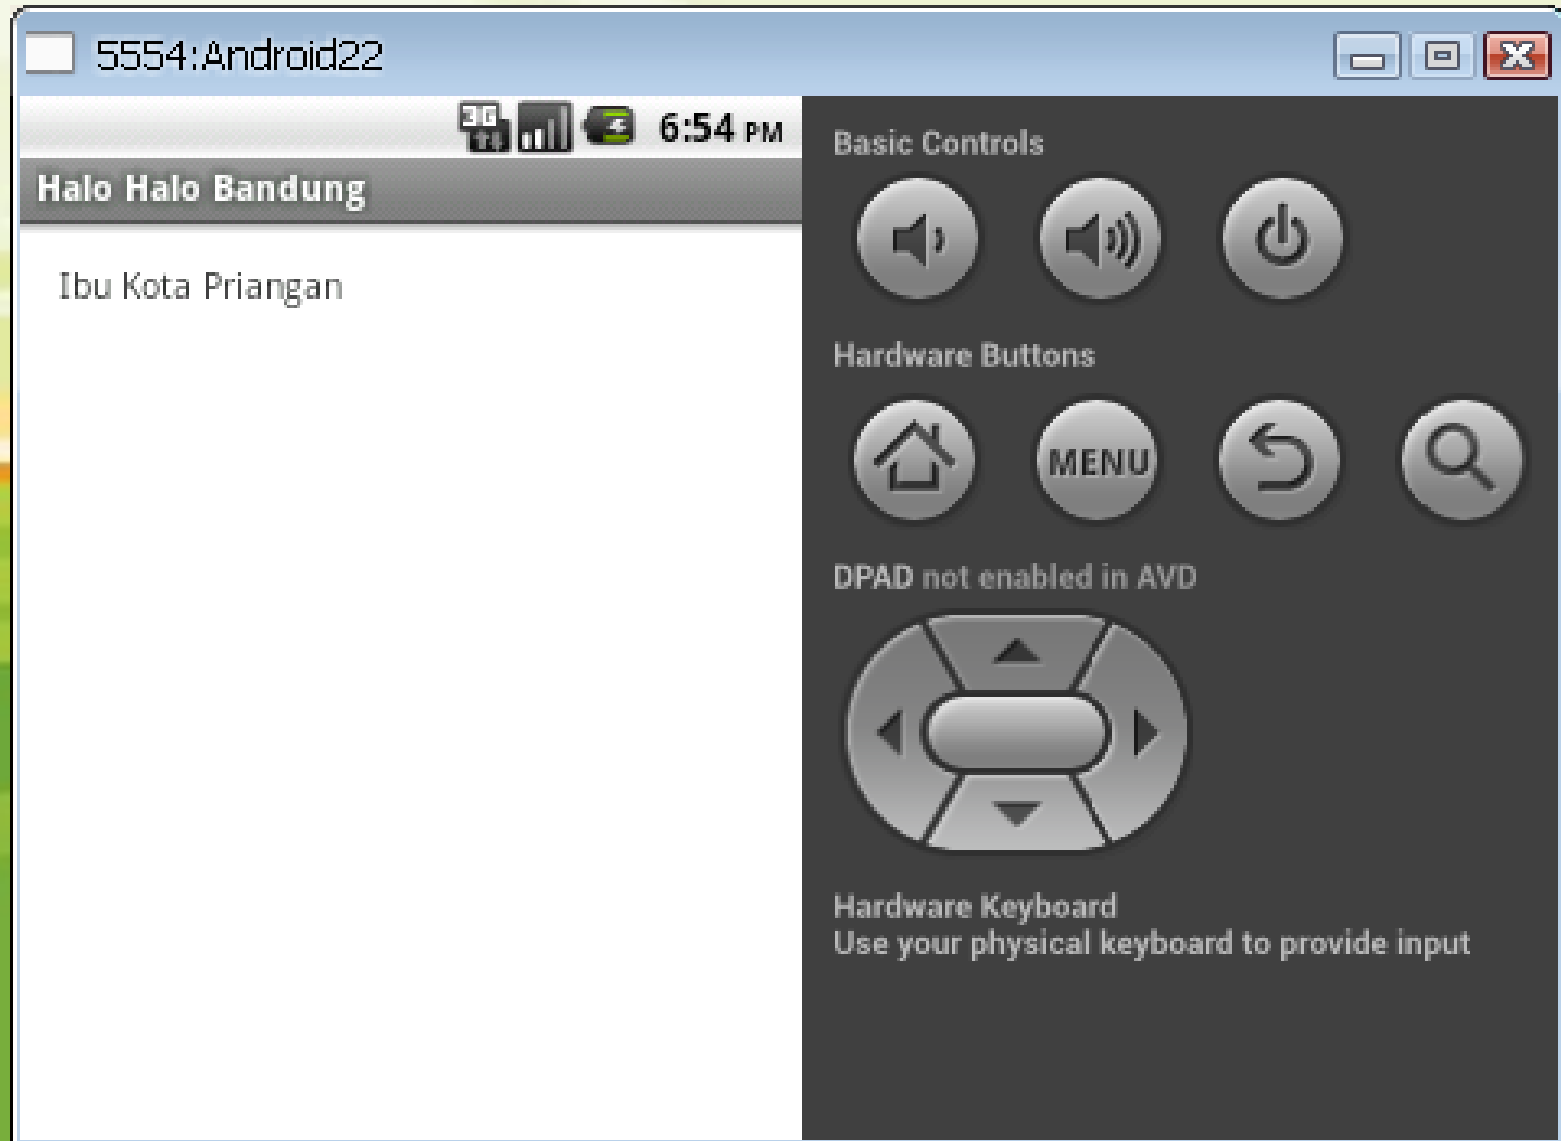 5554:Android22
3G 6:54 PM
Halo Halo Bandung
Ibu Kota Priangan
Basic Controls
Hardware Buttons
MENU
DPAD not enabled in AVD
Hardware Keyboard
Use your physical keyboard to provide input